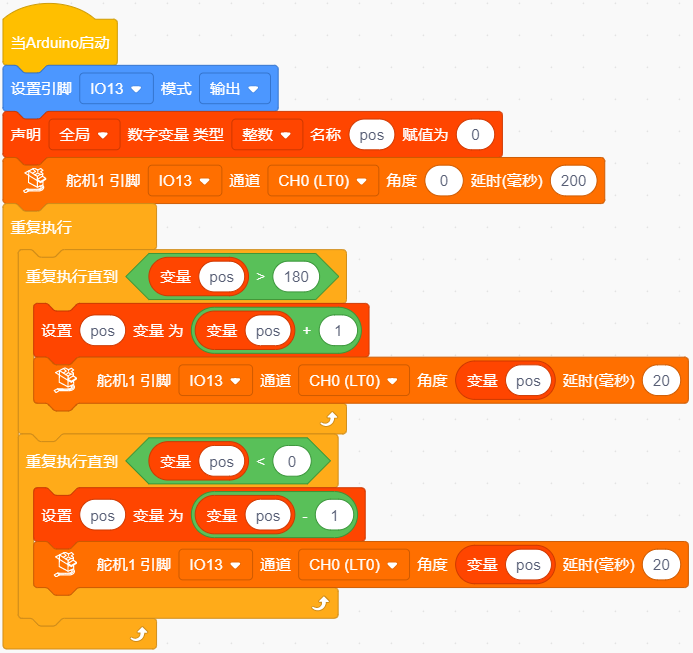 当Arduino启动
设置引脚 IO13 模式 输出
声明 全局 数字变量 类型 整数 名称 pos 赋值为 0
舵机1 引脚 IO13 通道 CH0 (LT0) 角度 0 延时(毫秒) 200
重复执行
重复执行直到 变量 pos > 180
设置 pos 变量 为 变量 pos + 1
舵机1 引脚 IO13 通道 CH0 (LT0) 角度 变量 pos 延时(毫秒) 20
重复执行直到 变量 pos < 0
设置 pos 变量 为 变量 pos - 1
舵机1 引脚 IO13 通道 CH0 (LT0) 角度 变量 pos 延时(毫秒) 20